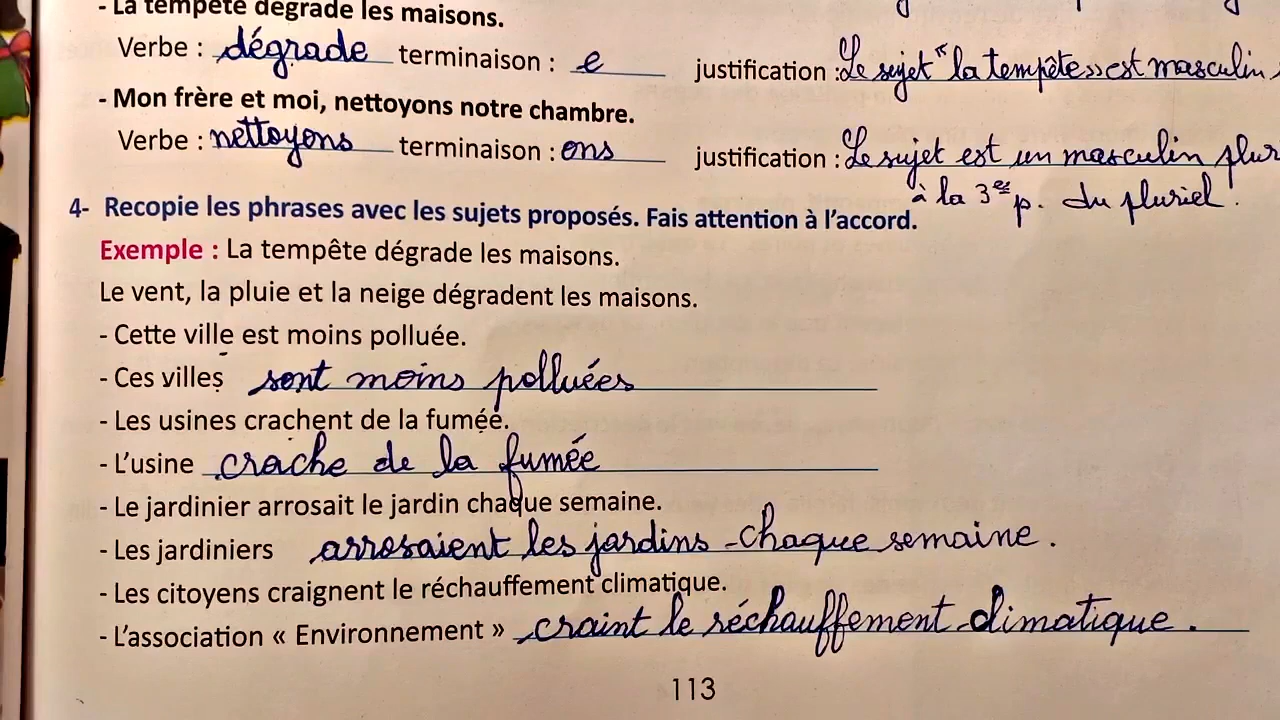 - La tempête dégrade les maisons.
Verbe : dégrade terminaison : e justification : Le sujet « la tempête » est masculin
- Mon frère et moi, nettoyons notre chambre.
Verbe : nettoyons terminaison : ons justification : Le sujet est un masculin plur
à la 3es p. du pluriel.
4- Recopie les phrases avec les sujets proposés. Fais attention à l’accord.
Exemple : La tempête dégrade les maisons.
Le vent, la pluie et la neige dégradent les maisons.
- Cette ville est moins polluée.
- Ces villes sont moins polluées
- Les usines crachent de la fumée.
- L’usine crache de la fumée
- Le jardinier arrosait le jardin chaque semaine.
- Les jardiniers arrosaient les jardins chaque semaine.
- Les citoyens craignent le réchauffement climatique.
- L’association « Environnement » craint le réchauffement climatique.
113